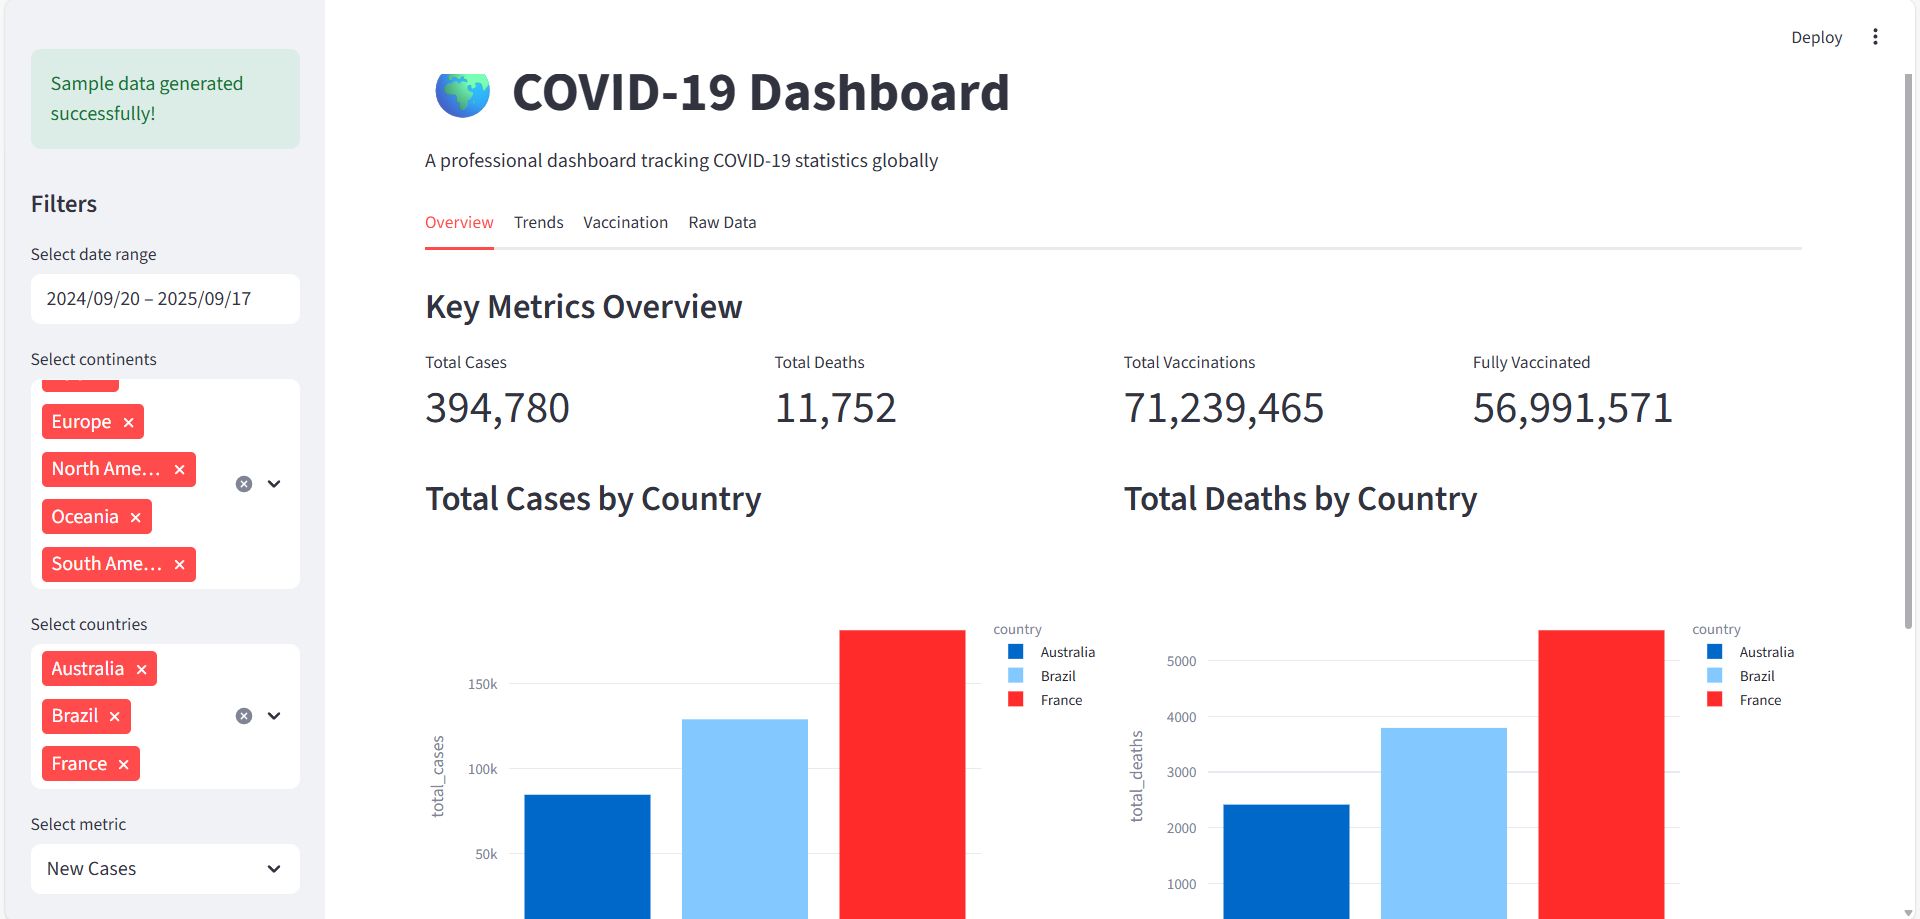 Deploy
Sample data generated
successfully!
Filters
Select date range
2024/09/20 – 2025/09/17
Select continents
Europe
North Ame...
Oceania
South Ame...
Select countries
Australia
Brazil
France
Select metric
New Cases
COVID-19 Dashboard
A professional dashboard tracking COVID-19 statistics globally
Overview Trends Vaccination Raw Data
Key Metrics Overview
Total Cases
394,780
Total Deaths
11,752
Total Vaccinations
71,239,465
Fully Vaccinated
56,991,571
Total Cases by Country
total_cases
150k
100k
50k
country
Australia
Brazil
France
Total Deaths by Country
total_deaths
5000
4000
3000
2000
1000
country
Australia
Brazil
France